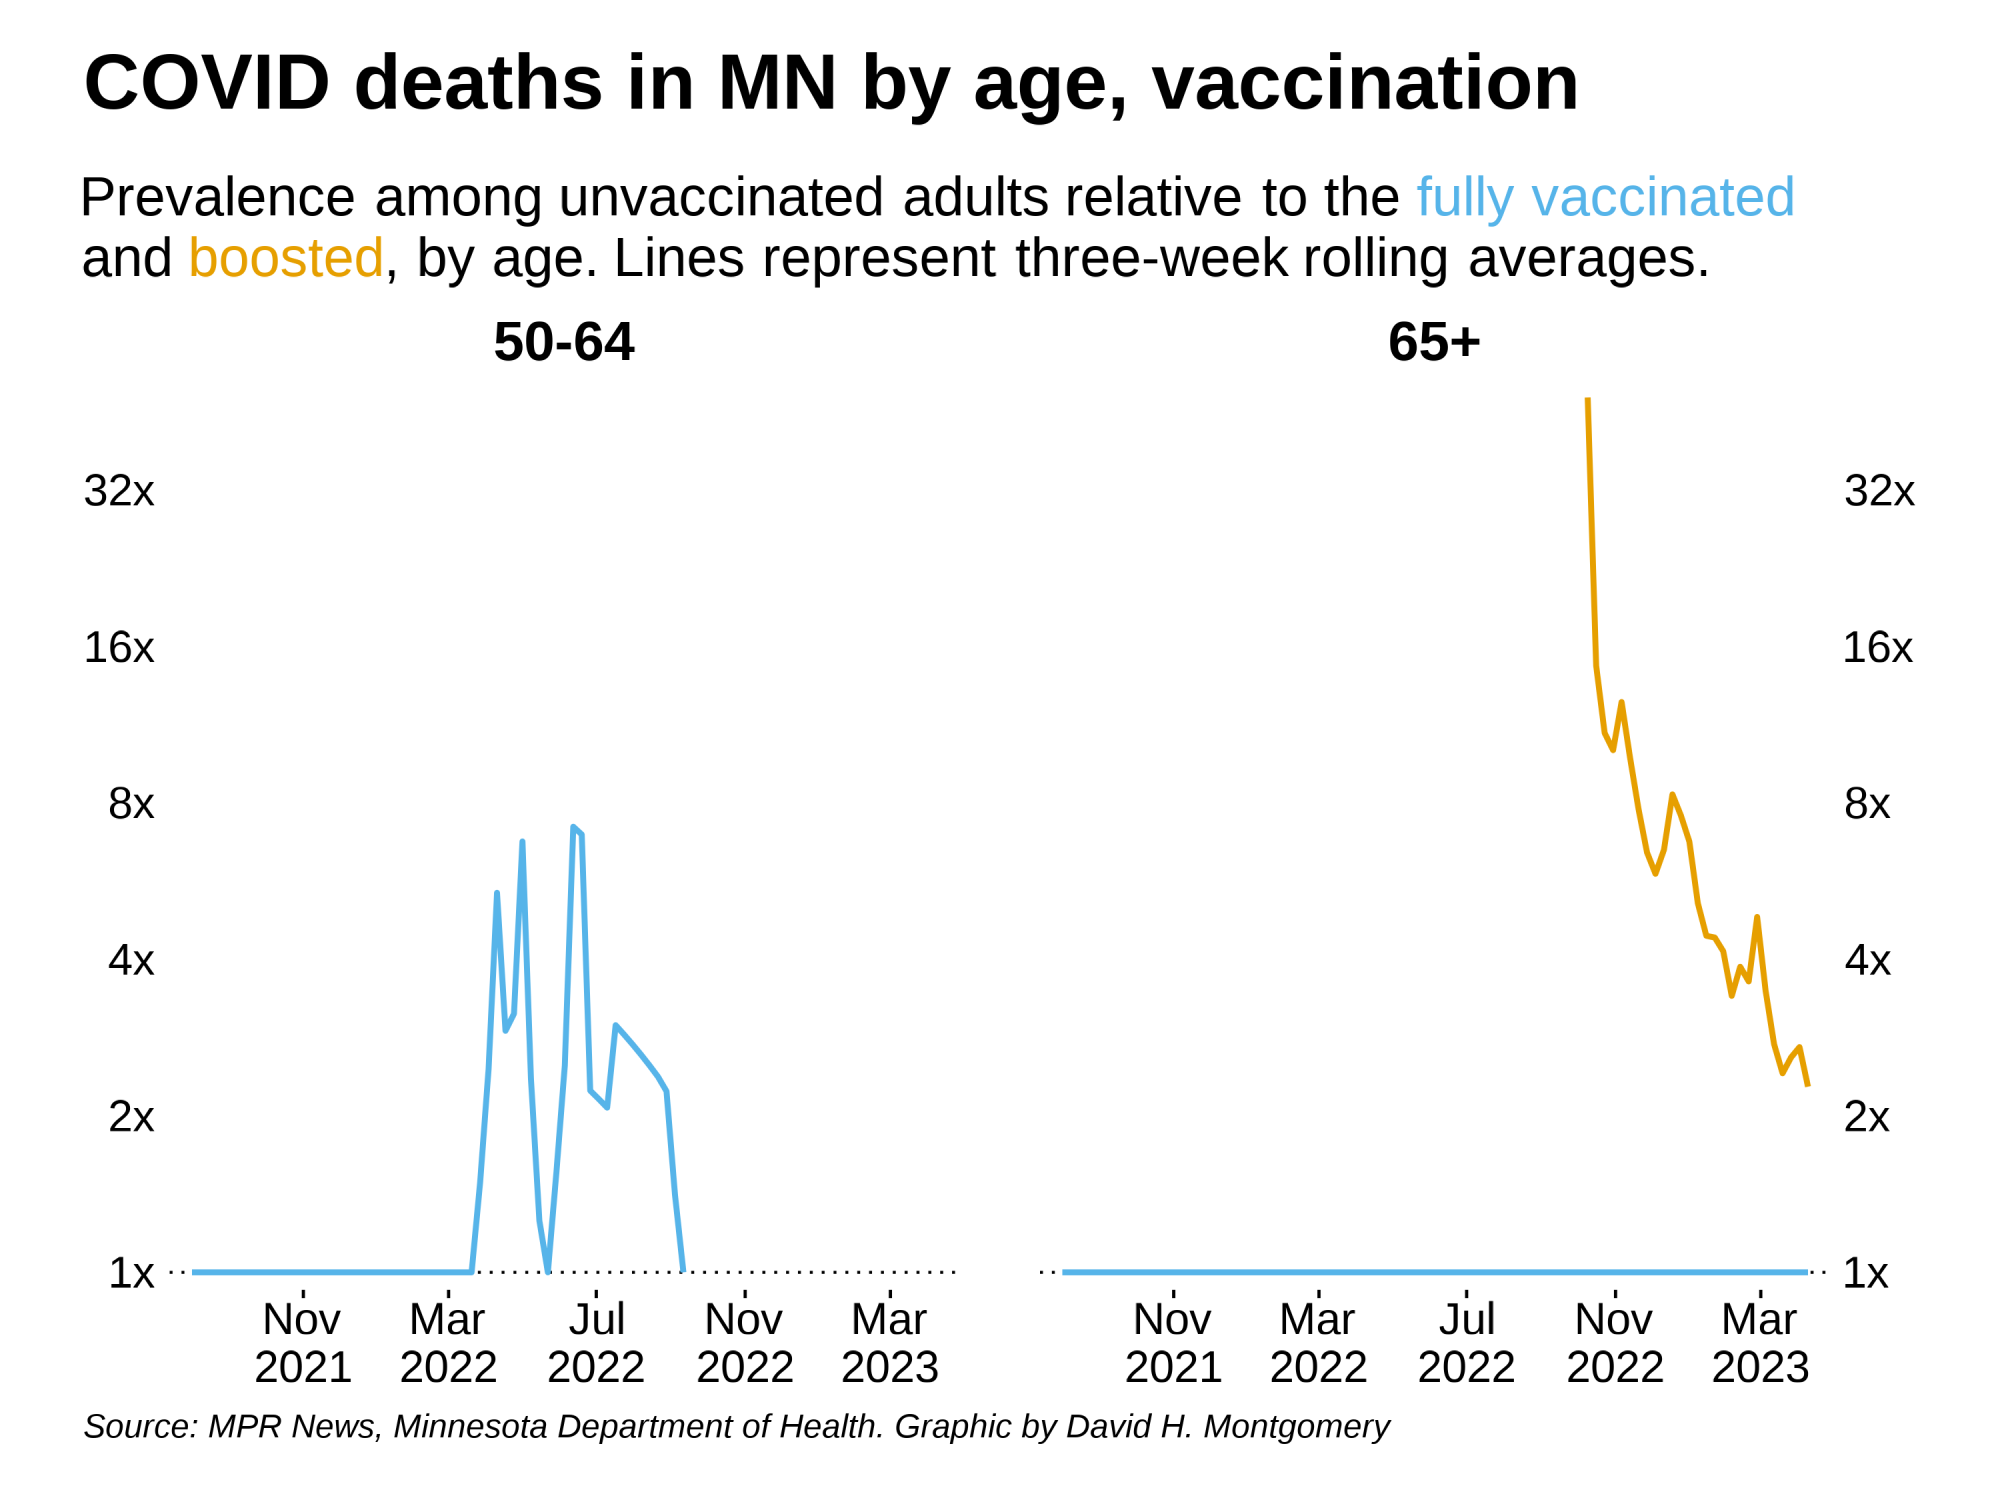 COVID deaths in MN by age, vaccination
Prevalence among unvaccinated adults relative to the fully vaccinated
and boosted, by age. Lines represent three-week rolling averages.
50-64
65+
32x
16x
8x
4x
2x
1x
32x
16x
8x
4x
2x
1x
Nov
2021
Mar
2022
Jul
2022
Nov
2022
Mar
2023
Nov
2021
Mar
2022
Jul
2022
Nov
2022
Mar
2023
Source: MPR News, Minnesota Department of Health. Graphic by David H. Montgomery